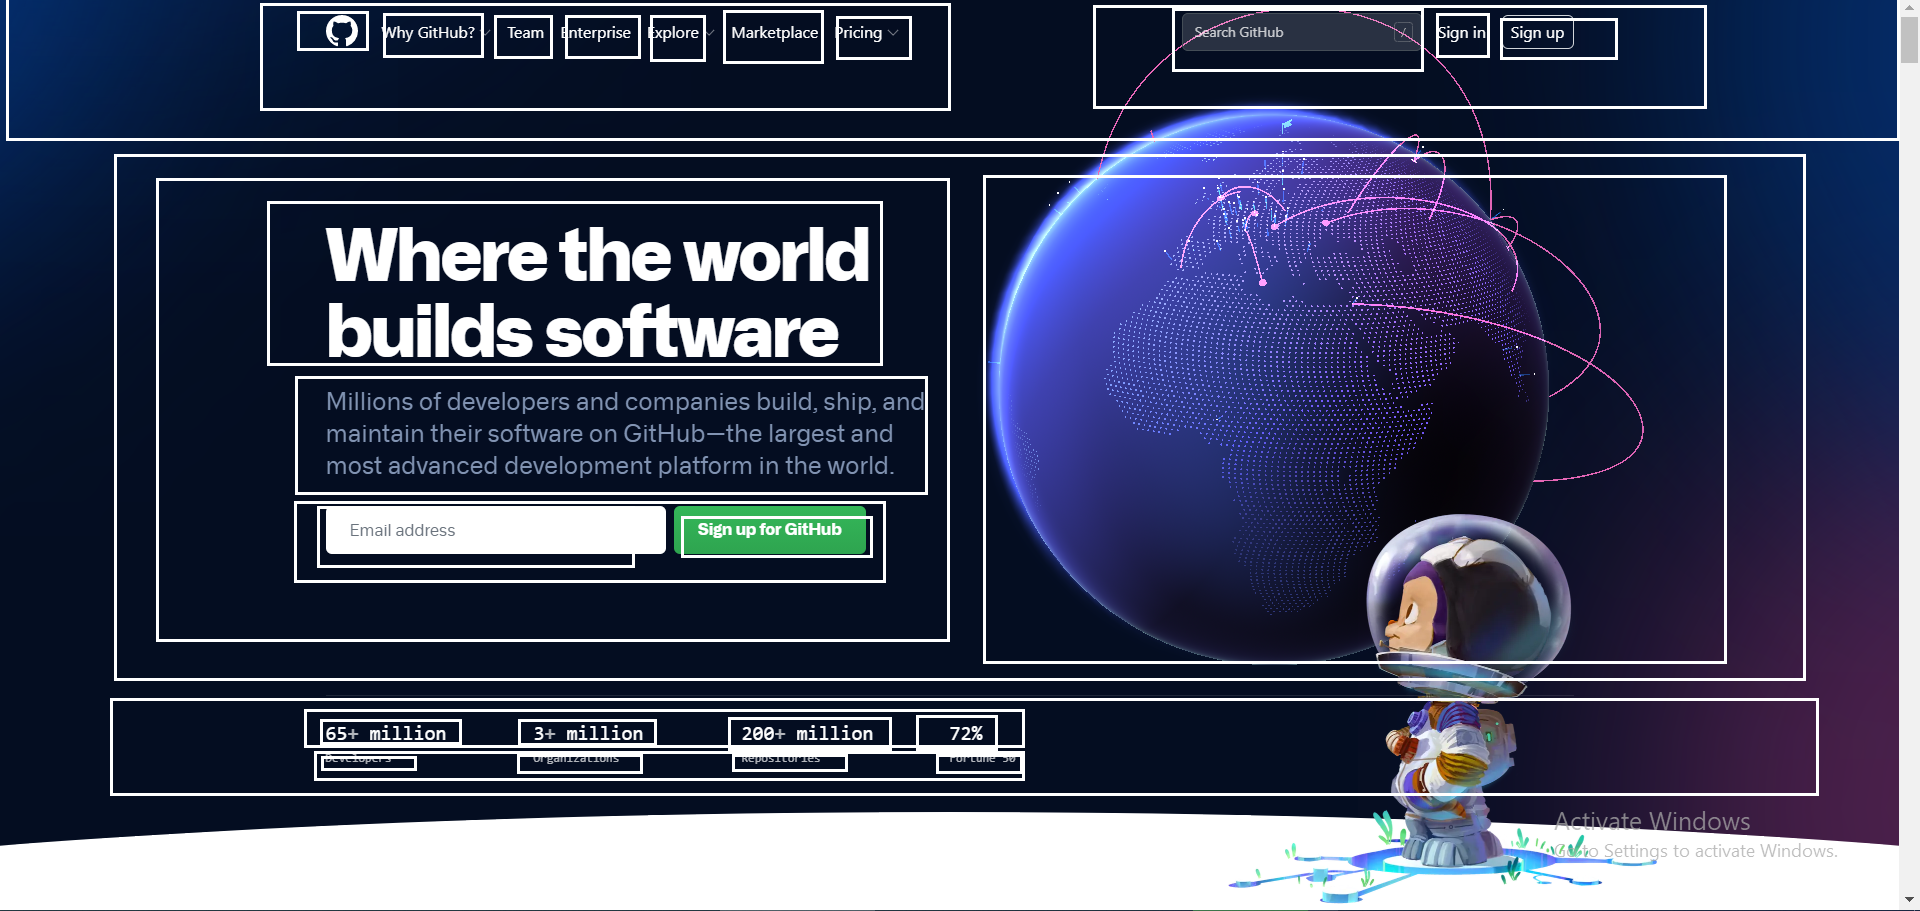 Why GitHub? Team Enterprise Explore Marketplace Pricing Search GitHub / Sign in Sign up
Where the world
builds software
Millions of developers and companies build, ship, and
maintain their software on GitHub—the largest and
most advanced development platform in the world.
Email address Sign up for GitHub
65+ million 3+ million 200+ million 72%
Developers Organizations Repositories Fortune 50
Activate Windows
Go to Settings to activate Windows.